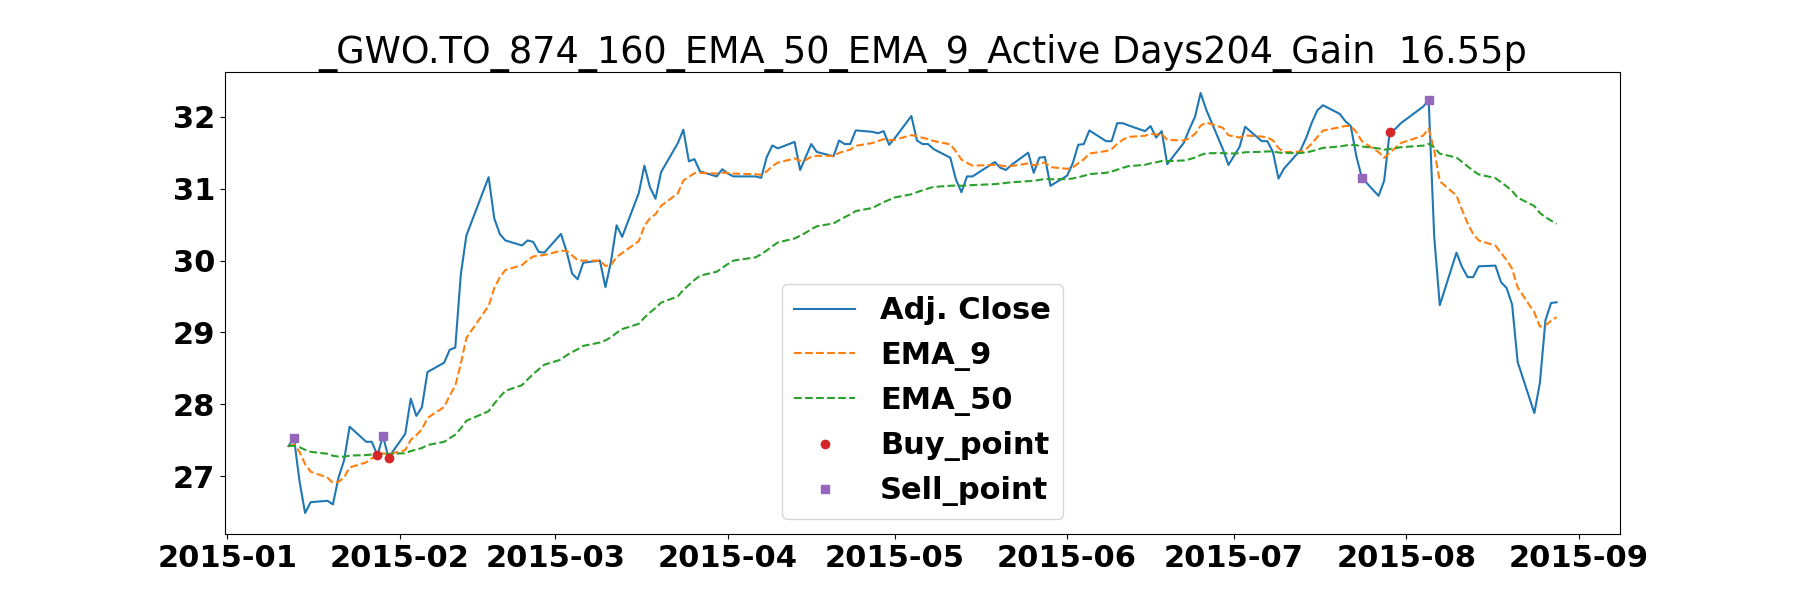 _GWO.TO_874_160_EMA_50_EMA_9_Active Days204_Gain  16.55p
32
31
30
29
28
27
Adj. Close
EMA_9
EMA_50
Buy_point
Sell_point
2015-01 2015-02 2015-03 2015-04 2015-05 2015-06 2015-07 2015-08 2015-09